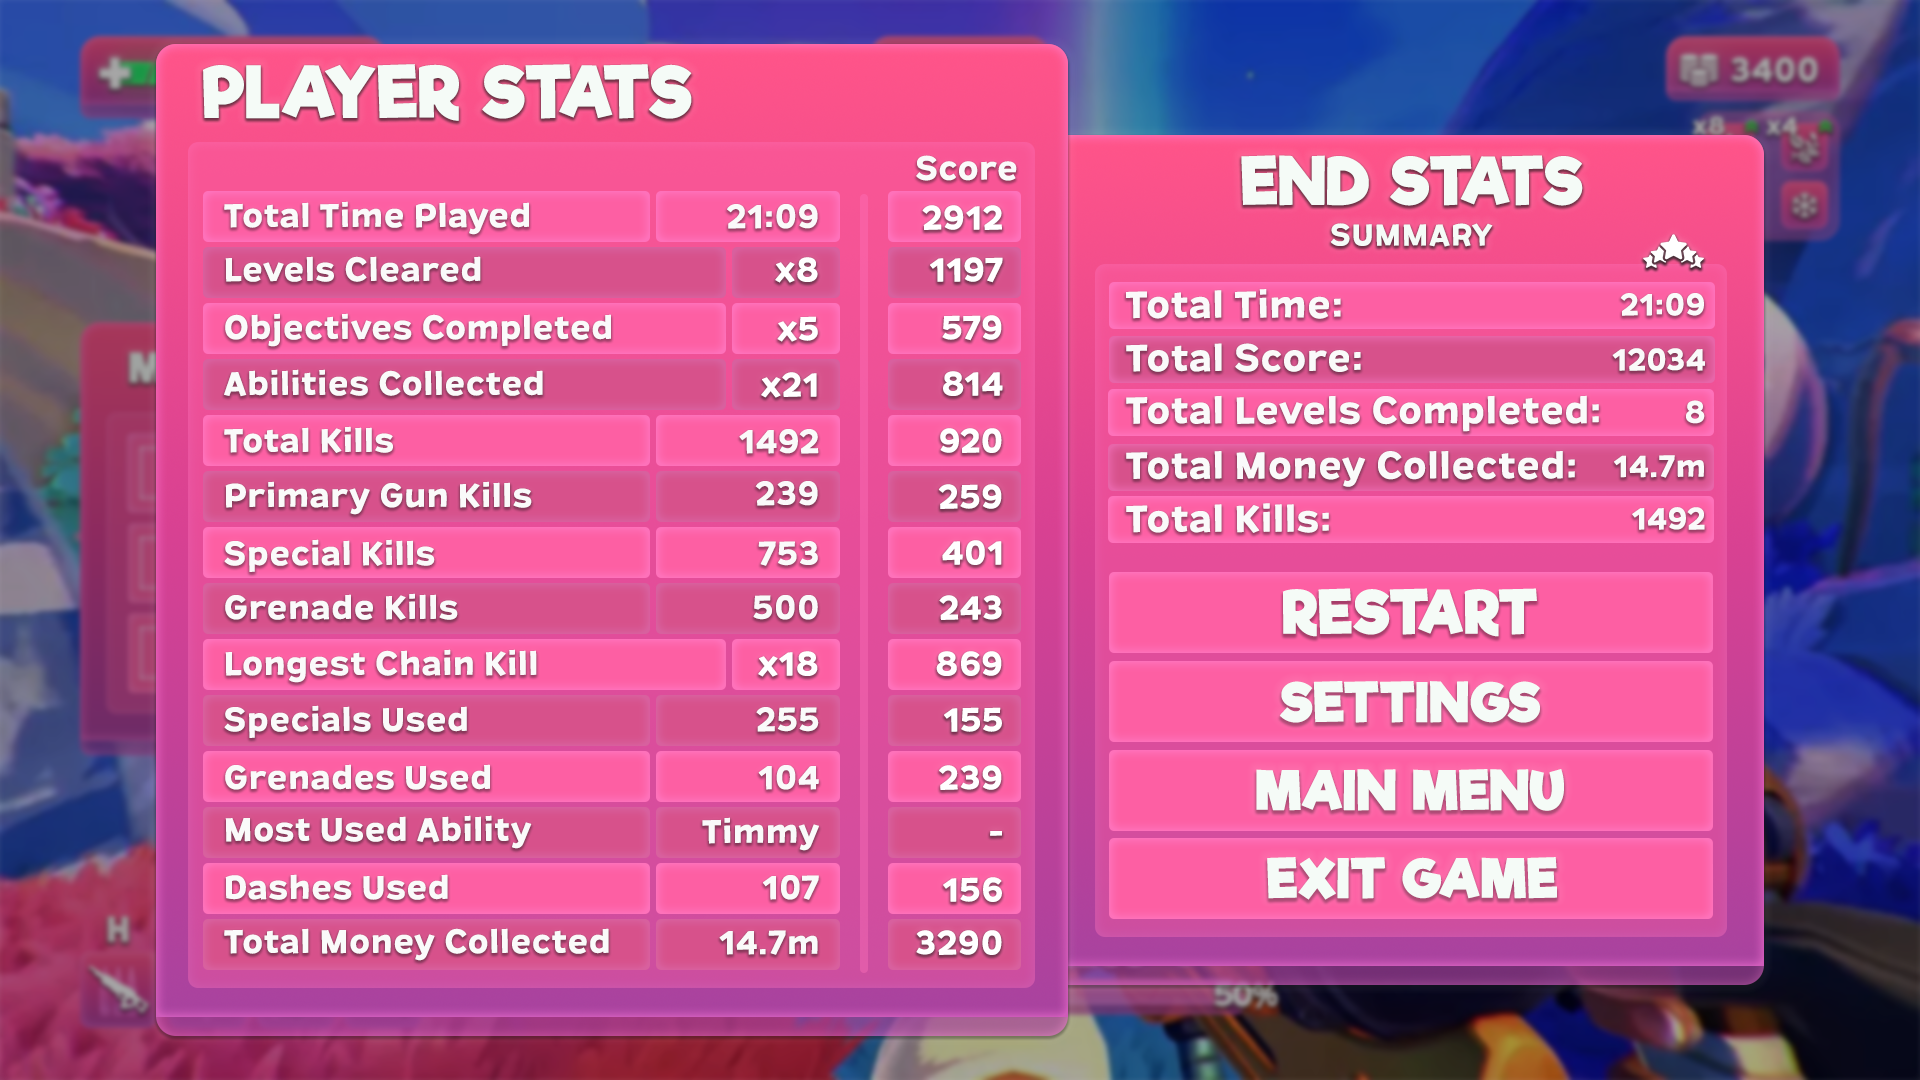 PLAYER STATS
Score
Total Time Played 21:09 2912
Levels Cleared x8 1197
Objectives Completed x5 579
Abilities Collected x21 814
Total Kills 1492 920
Primary Gun Kills 239 259
Special Kills 753 401
Grenade Kills 500 243
Longest Chain Kill x18 869
Specials Used 255 155
Grenades Used 104 239
Most Used Ability Timmy -
Dashes Used 107 156
Total Money Collected 14.7m 3290
END STATS
SUMMARY
Total Time: 21:09
Total Score: 12034
Total Levels Completed: 8
Total Money Collected: 14.7m
Total Kills: 1492
RESTART
SETTINGS
MAIN MENU
EXIT GAME
3400
x8 x4
M
H
50%